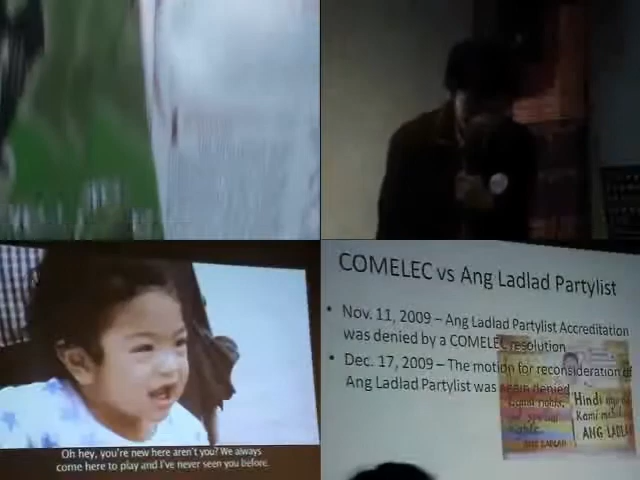 Oh hey, you're new here aren't you? We always
come here to play and I've never seen you before.
COMELEC vs Ang Ladlad Partylist
• Nov. 11, 2009 – Ang Ladlad Partylist Accreditation
was denied by a COMELEC resolution
• Dec. 17, 2009 – The motion for reconsideration of
Ang Ladlad Partylist was again denied
equal rights,
Hindi
Kami
ANG LADLAD